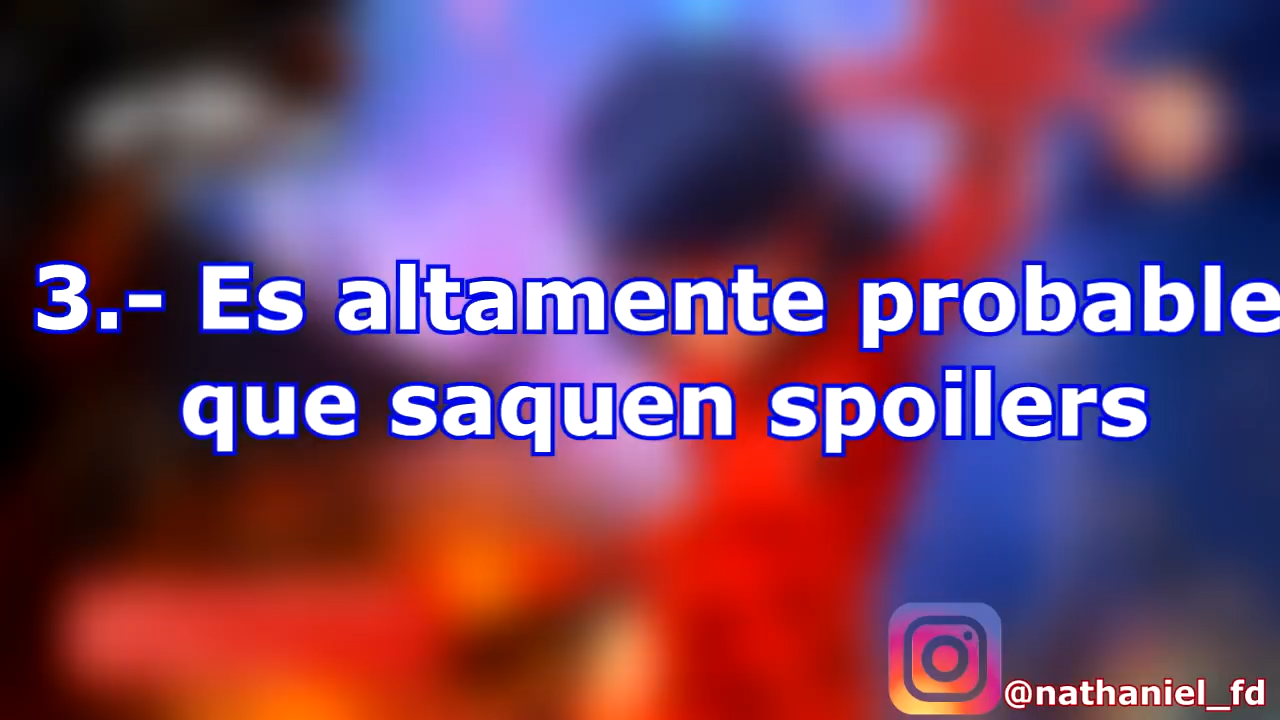 3.- Es altamente probable
que saquen spoilers
@nathaniel_fd